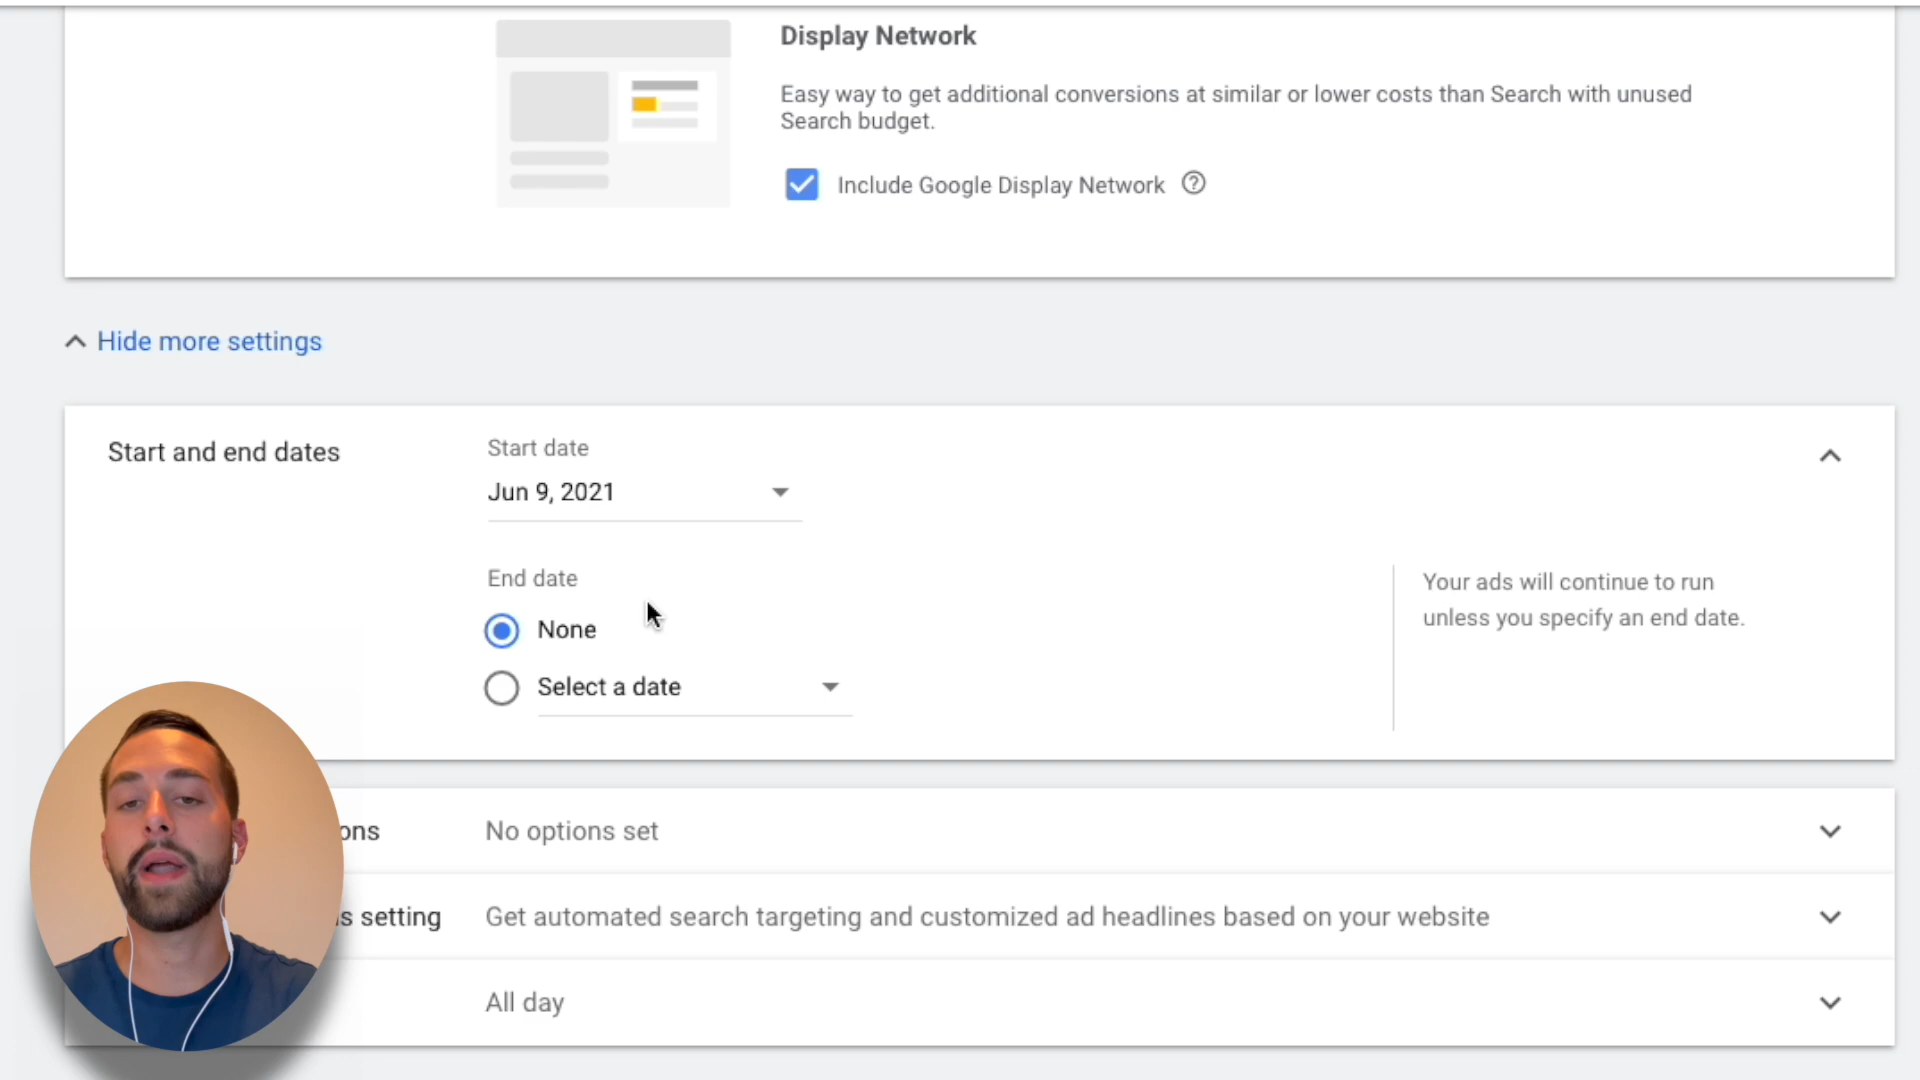 Display Network
Easy way to get additional conversions at similar or lower costs than Search with unused
Search budget.
Include Google Display Network
Hide more settings
Start and end dates
Start date
Jun 9, 2021
End date
None
Select a date
Your ads will continue to run
unless you specify an end date.
ons
No options set
s setting
Get automated search targeting and customized ad headlines based on your website
All day